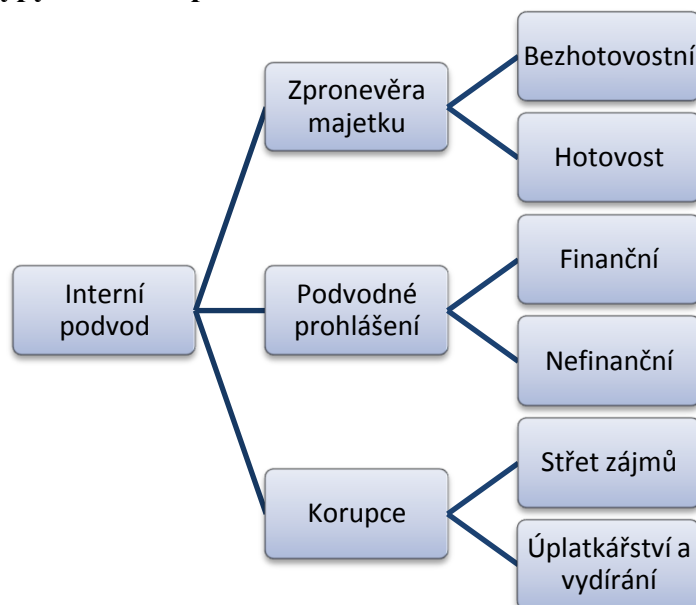 Bezhotovostní
Zpronevěra
majetku
Hotovost
Interní
podvod
Podvodné
prohlášení
Finanční
Nefinanční
Korupce
Střet zájmů
Úplatkářství a
vydírání